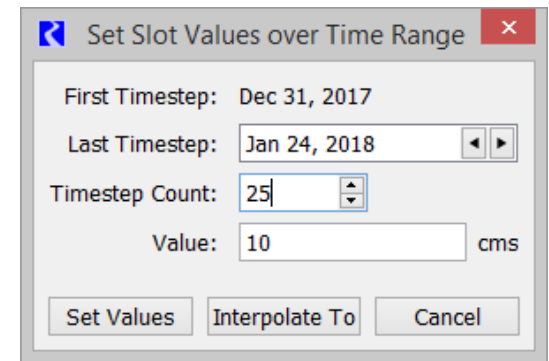 Set Slot Values over Time Range
First Timestep: Dec 31, 2017
Last Timestep: Jan 24, 2018
Timestep Count: 25
Value: 10 cms
Set Values Interpolate To Cancel